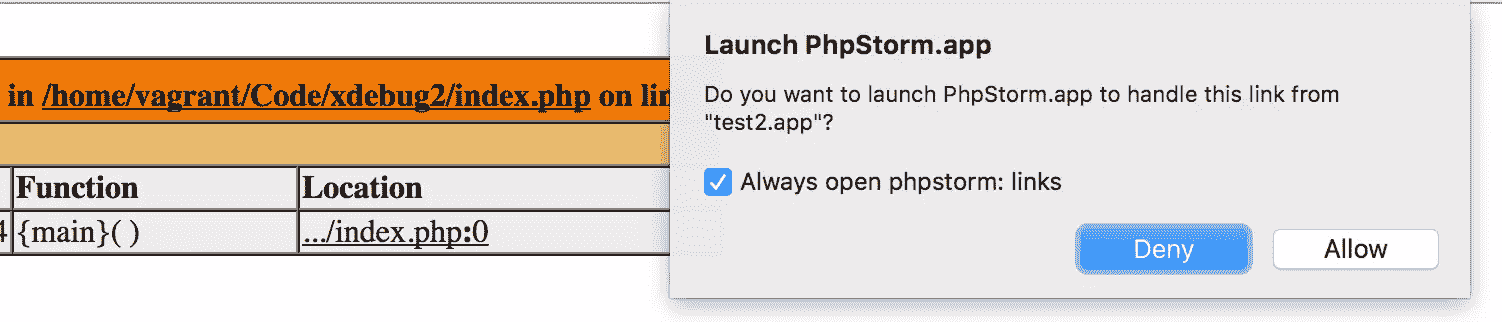 Launch PhpStorm.app
Do you want to launch PhpStorm.app to handle this link from
"test2.app"?
Always open phpstorm: links
Deny
Allow
in /home/vagrant/Code/xdebug2/index.php on
Function
Location
{main}( )
.../index.php:0